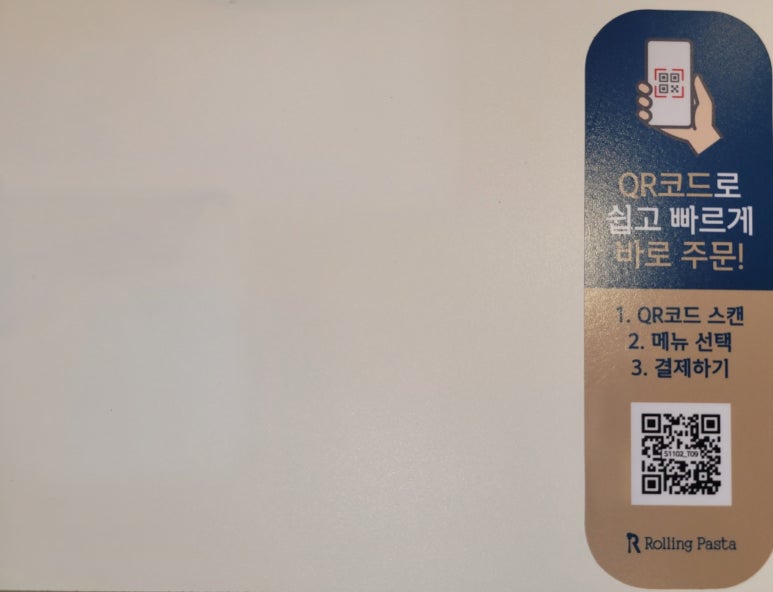 QR코드로
쉽고 빠르게
바로 주문!
1. QR코드 스캔
2. 메뉴 선택
3. 결제하기
S1102_T09
Rolling Pasta